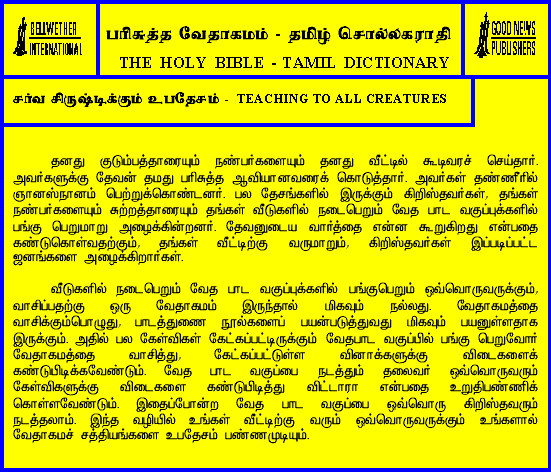 BELLWETHER
INTERNATIONAL
பரிசுத்த வேதாகமம் - தமிழ் சொல்லகராதி
THE HOLY BIBLE - TAMIL DICTIONARY
GOOD NEWS
PUBLISHERS
சர்வ சிருஷ்டிக்கும் உபதேசம் - TEACHING TO ALL CREATURES
தனது குடும்பத்தாரையும் நண்பர்களையும் தனது வீட்டில் கூடிவரச் செய்தார்.
அவர்களுக்கு தேவன் தமது பரிசுத்த ஆவியானவரைக் கொடுத்தார். அவர்கள் தண்ணீரில்
ஞானஸ்நானம் பெற்றுக்கொண்டனர். பல தேசங்களில் இருக்கும் கிறிஸ்தவர்கள், தங்கள்
நண்பர்களையும் சுற்றத்தாரையும் தங்கள் வீடுகளில் நடைபெறும் வேத பாட வகுப்புக்களில்
பங்கு பெறுமாறு அழைக்கின்றனர். தேவனுடைய வார்த்தை என்ன கூறுகிறது என்பதை
கண்டுகொள்வதற்கும், தங்கள் வீட்டிற்கு வருமாறும், கிறிஸ்தவர்கள் இப்படிப்பட்ட
ஜனங்களை அழைக்கிறார்கள்.
வீடுகளில் நடைபெறும் வேத பாட வகுப்புக்களில் பங்குபெறும் ஒவ்வொருவருக்கும்,
வாசிப்பதற்கு ஒரு வேதாகமம் இருந்தால் மிகவும் நல்லது. வேதாகமத்தை
வாசிக்கும்பொழுது, பாடத்துணை நூல்களைப் பயன்படுத்துவது மிகவும் பயனுள்ளதாக
இருக்கும். அதில் பல கேள்விகள் கேட்கப்பட்டிருக்கும் வேதபாட வகுப்பில் பங்கு பெறுவோர்
வேதாகமத்தை வாசித்து, கேட்கப்பட்டுள்ள வினாக்களுக்கு விடைகளைக்
கண்டுபிடிக்கவேண்டும். வேத பாட வகுப்பை நடத்தும் தலைவர் ஒவ்வொருவரும்
கேள்விகளுக்கு விடைகளை கண்டுபிடித்து விட்டாரா என்பதை உறுதிபண்ணிக்
கொள்ளவேண்டும். இதைப்போன்ற வேத பாட வகுப்பை ஒவ்வொரு கிறிஸ்தவரும்
நடத்தலாம். இந்த வழியில் உங்கள் வீட்டிற்கு வரும் ஒவ்வொருவருக்கும் உங்களால்
வேதாகமச் சத்தியங்களை உபதேசம் பண்ணமுடியும்.